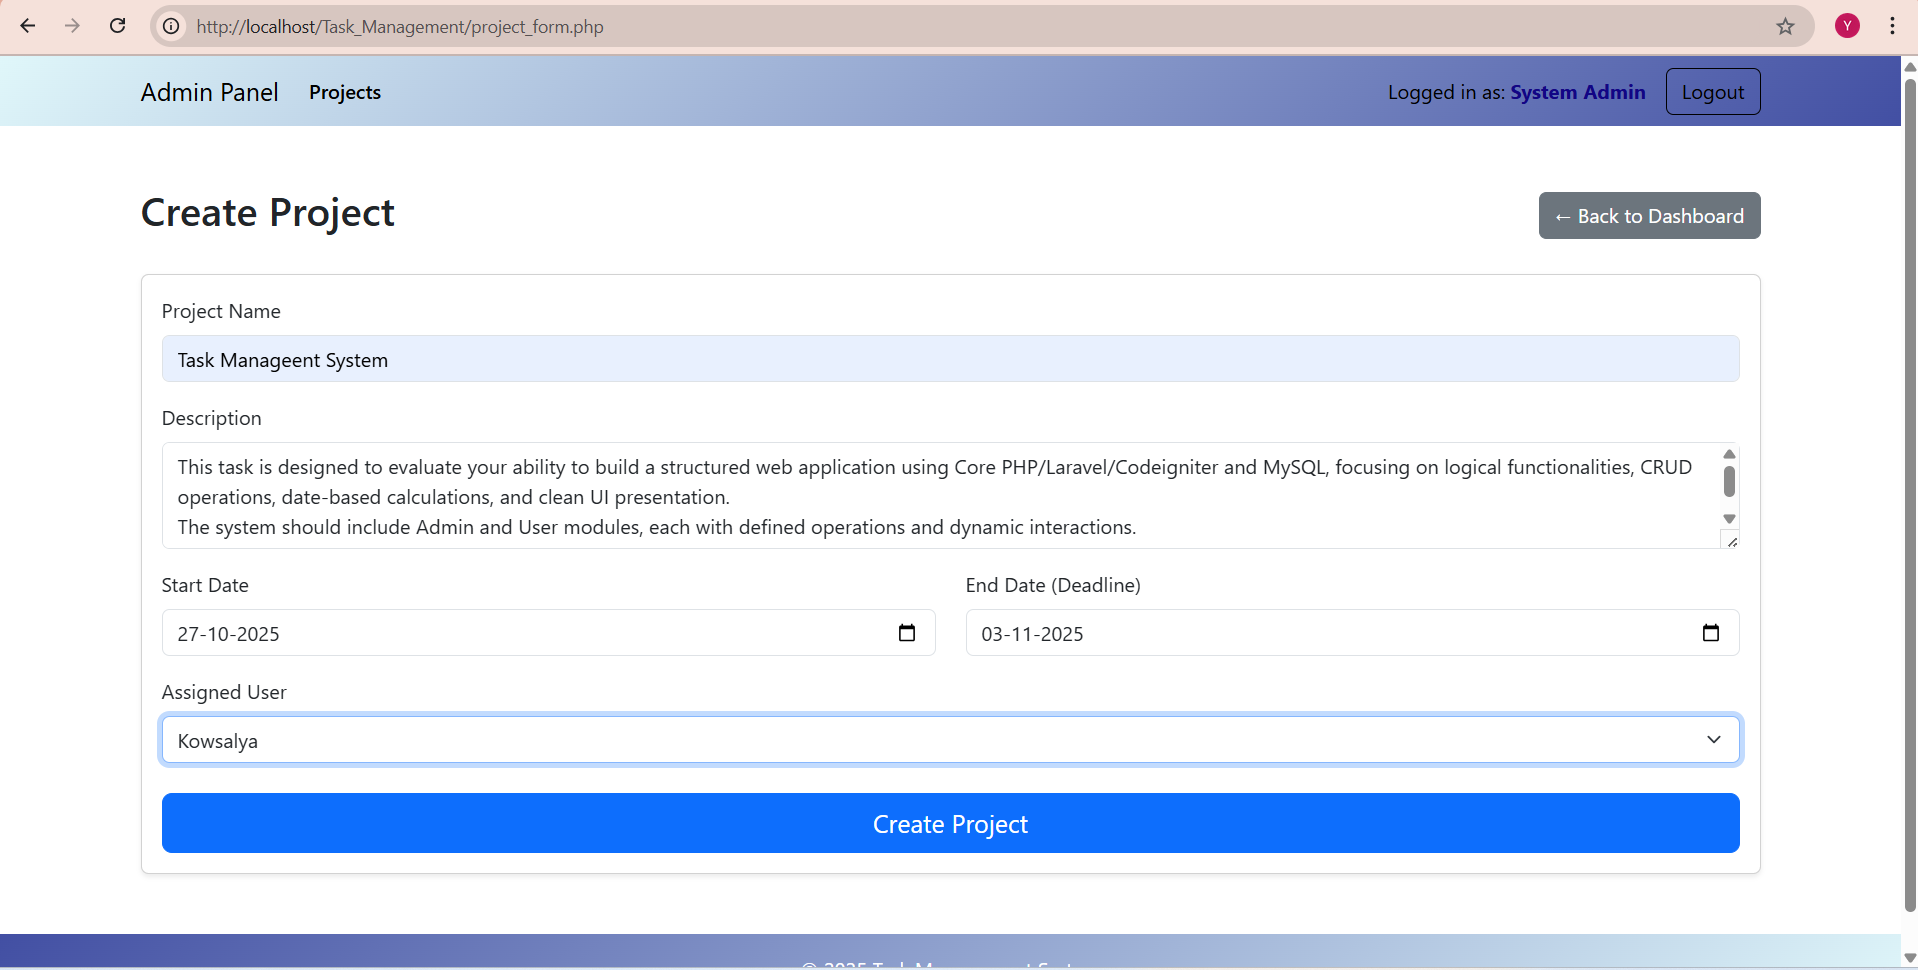 http://localhost/Task_Management/project_form.php
Y
Admin Panel Projects Logged in as: System Admin Logout
Create Project
← Back to Dashboard
Project Name
Task Manageent System
Description
This task is designed to evaluate your ability to build a structured web application using Core PHP/Laravel/Codeigniter and MySQL, focusing on logical functionalities, CRUD
operations, date-based calculations, and clean UI presentation.
The system should include Admin and User modules, each with defined operations and dynamic interactions.
Start Date End Date (Deadline)
27-10-2025 03-11-2025
Assigned User
Kowsalya
Create Project